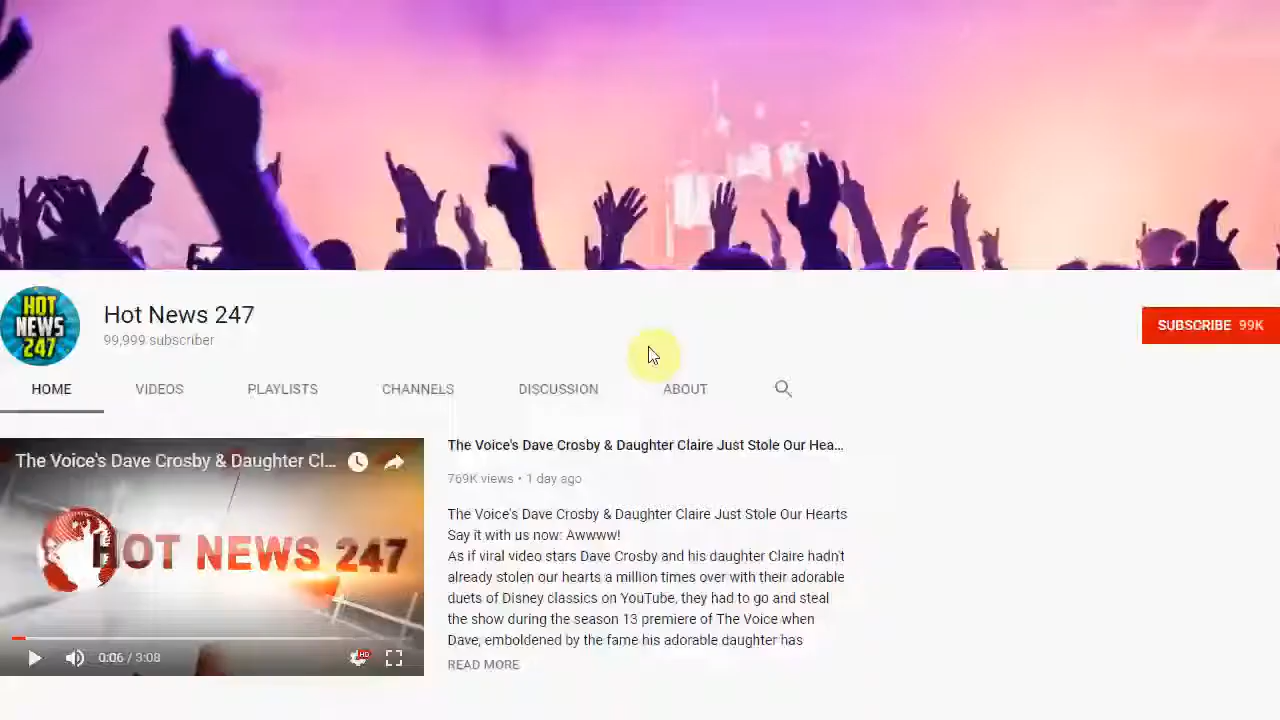 HOT
NEWS
247
Hot News 247
99,999 subscriber
SUBSCRIBE 99K
HOME VIDEOS PLAYLISTS CHANNELS DISCUSSION ABOUT
The Voice's Dave Crosby & Daughter Cl...
HOT NEWS 247
0:06 / 3:08
HD
The Voice's Dave Crosby & Daughter Claire Just Stole Our Hea...
769K views • 1 day ago
The Voice's Dave Crosby & Daughter Claire Just Stole Our Hearts
Say it with us now: Awwww!
As if viral video stars Dave Crosby and his daughter Claire hadn't
already stolen our hearts a million times over with their adorable
duets of Disney classics on YouTube, they had to go and steal
the show during the season 13 premiere of The Voice when
Dave, emboldened by the fame his adorable daughter has
READ MORE